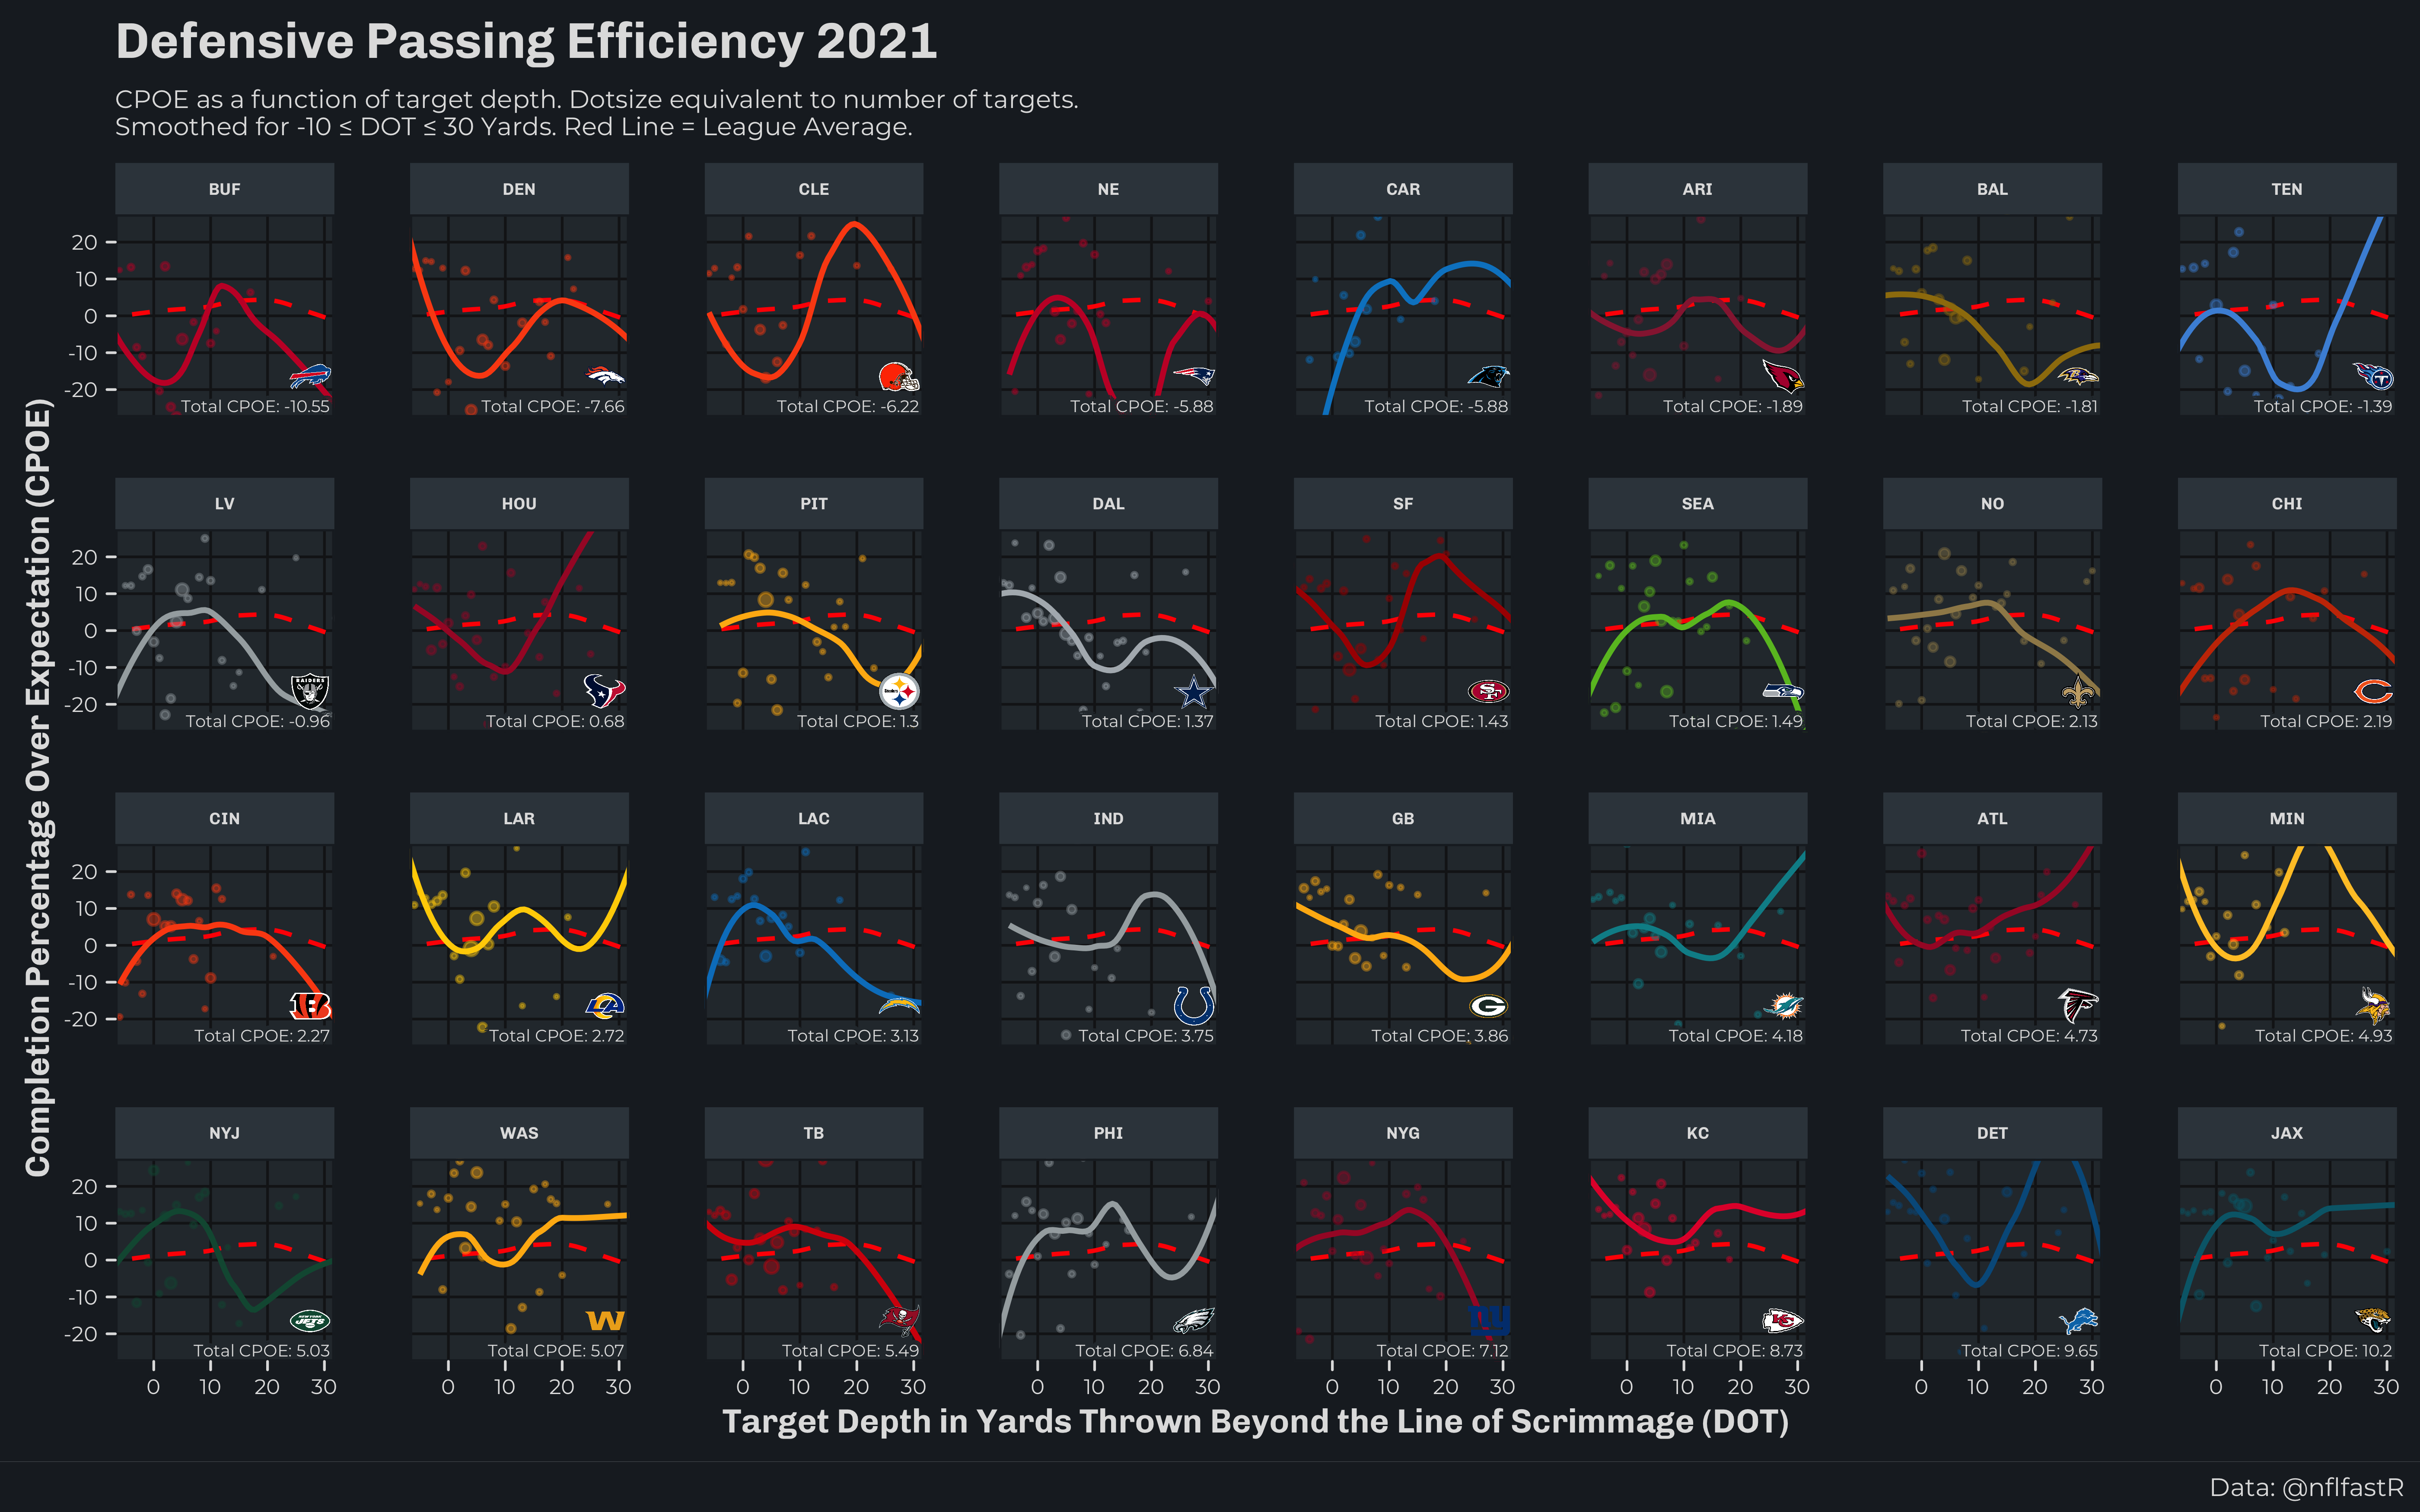 Defensive Passing Efficiency 2021
CPOE as a function of target depth. Dotsize equivalent to number of targets.
Smoothed for -10 ≤ DOT ≤ 30 Yards. Red Line = League Average.
BUF DEN CLE NE CAR ARI BAL TEN
20
10
0
-10
-20
Total CPOE: -10.55 Total CPOE: -7.66 Total CPOE: -6.22 Total CPOE: -5.88 Total CPOE: -5.88 Total CPOE: -1.89 Total CPOE: -1.81 Total CPOE: -1.39
LV HOU PIT DAL SF SEA NO CHI
20
10
0
-10
-20
RAIDERS
Steelers
SF
C
Total CPOE: -0.96 Total CPOE: 0.68 Total CPOE: 1.3 Total CPOE: 1.37 Total CPOE: 1.43 Total CPOE: 1.49 Total CPOE: 2.13 Total CPOE: 2.19
CIN LAR LAC IND GB MIA ATL MIN
20
10
0
-10
-20
B
LA
G
Total CPOE: 2.27 Total CPOE: 2.72 Total CPOE: 3.13 Total CPOE: 3.75 Total CPOE: 3.86 Total CPOE: 4.18 Total CPOE: 4.73 Total CPOE: 4.93
NYJ WAS TB PHI NYG KC DET JAX
20
10
0
-10
-20
JETS
W
ny
KC
Total CPOE: 5.03 Total CPOE: 5.07 Total CPOE: 5.49 Total CPOE: 6.84 Total CPOE: 7.12 Total CPOE: 8.73 Total CPOE: 9.65 Total CPOE: 10.2
0 10 20 30 0 10 20 30 0 10 20 30 0 10 20 30 0 10 20 30 0 10 20 30 0 10 20 30 0 10 20 30
Completion Percentage Over Expectation (CPOE)
Target Depth in Yards Thrown Beyond the Line of Scrimmage (DOT)
Data: @nflfastR